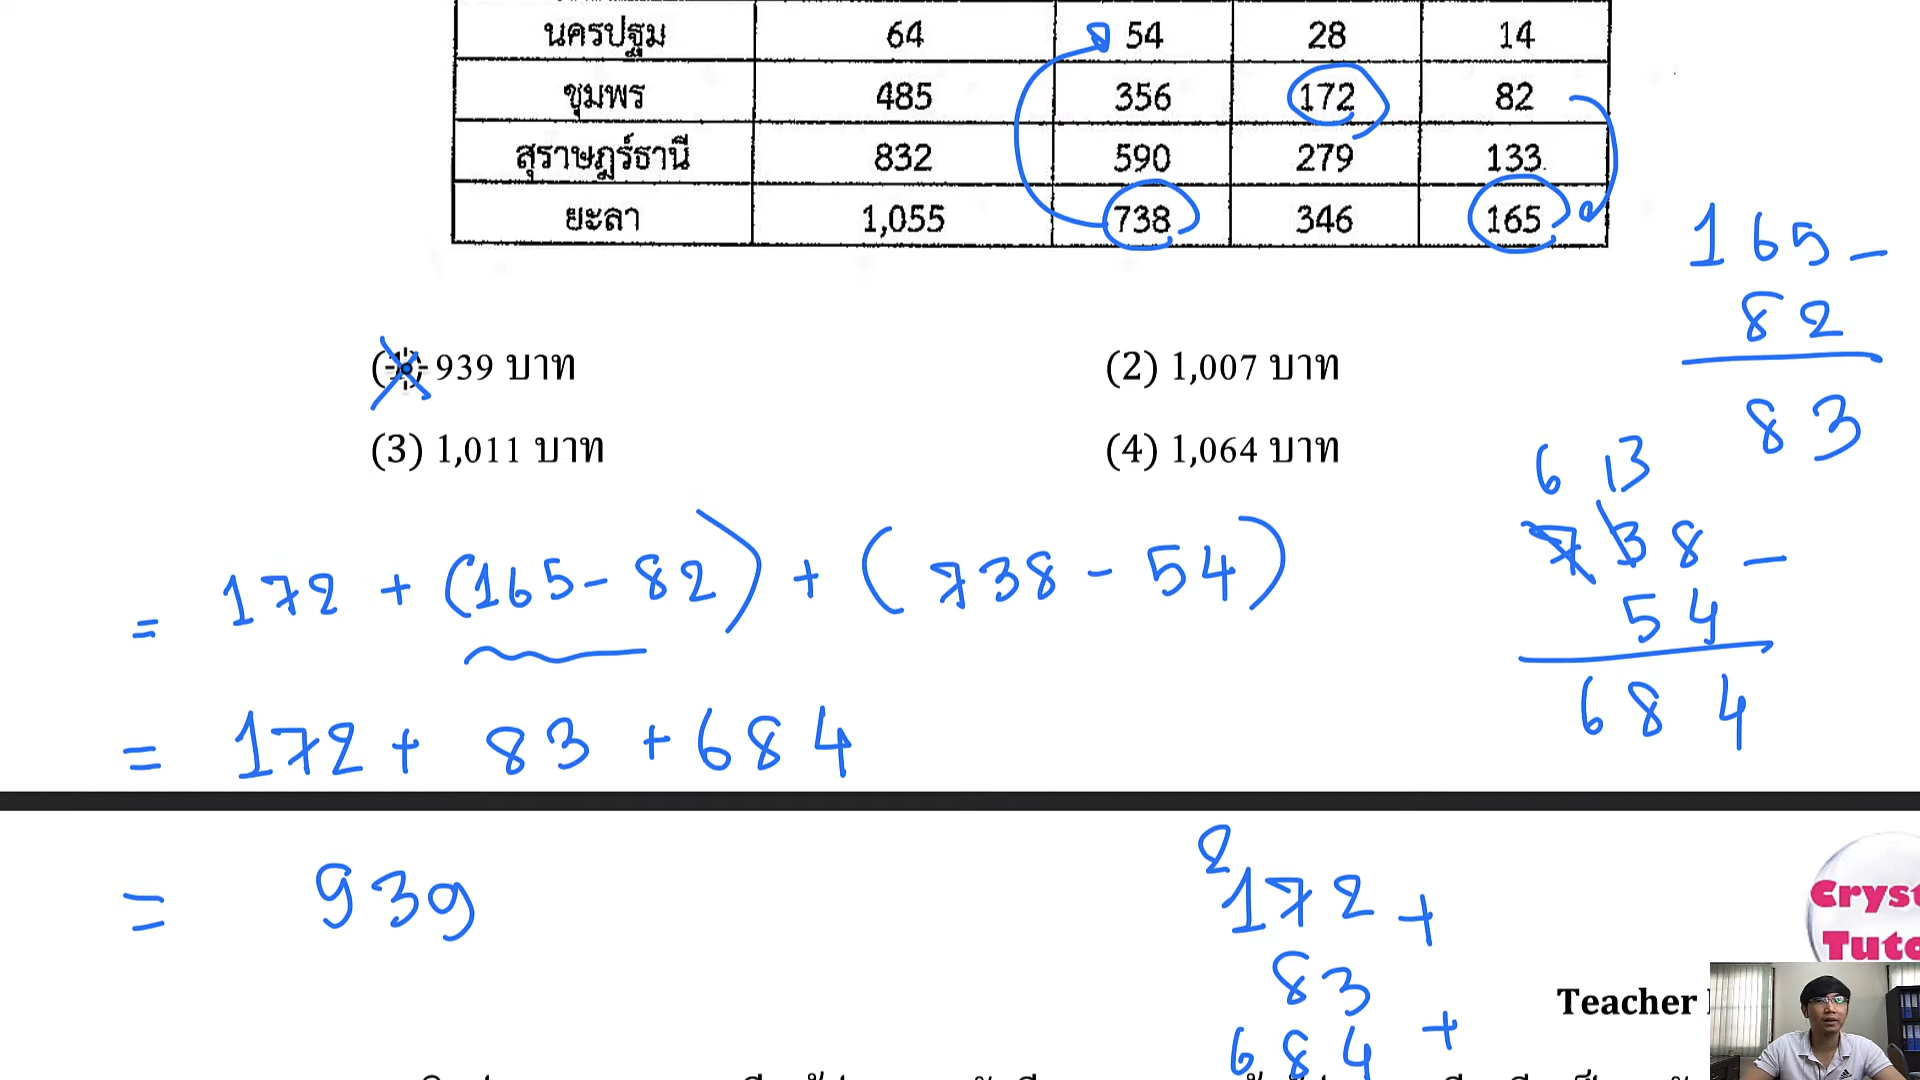 นครปฐม 64 54 28 14
ชุมพร 485 356 172 82
สุราษฎร์ธานี 832 590 279 133
ยะลา 1,055 738 346 165
165 -
82
83
939 บาท (2) 1,007 บาท
(3) 1,011 บาท (4) 1,064 บาท
6 13
738 -
54
684
= 172 + (165 - 82) + (738 - 54)
= 172 + 83 + 684
= 939
2
172 +
83
684 +
Teacher